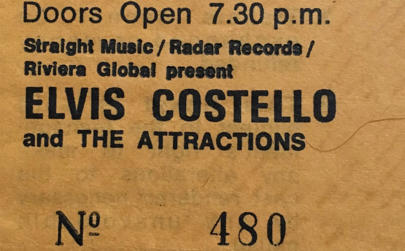 Doors Open 7.30 p.m.
Straight Music / Radar Records /
Riviera Global present
ELVIS COSTELLO
and THE ATTRACTIONS
Nº 480